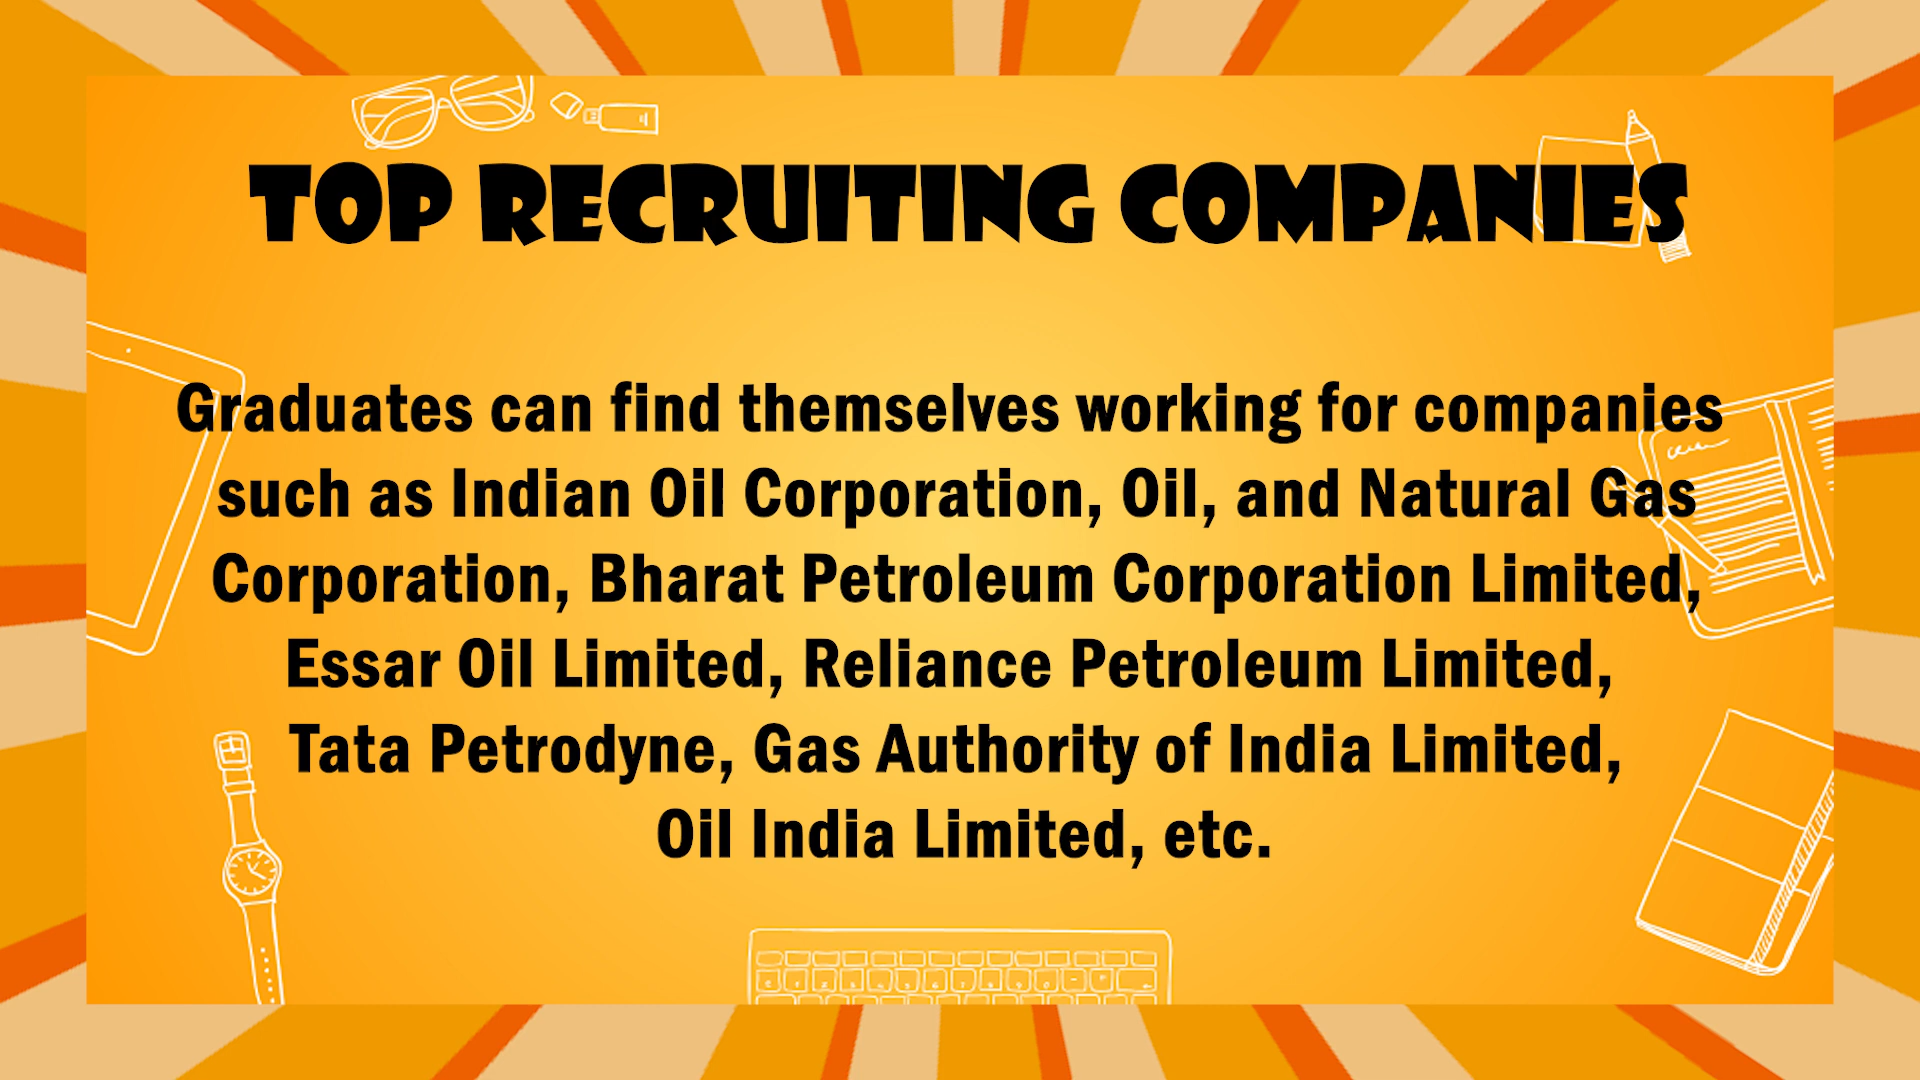 TOP RECRUITING COMPANIES
Graduates can find themselves working for companies
such as Indian Oil Corporation, Oil, and Natural Gas
Corporation, Bharat Petroleum Corporation Limited,
Essar Oil Limited, Reliance Petroleum Limited,
Tata Petrodyne, Gas Authority of India Limited,
Oil India Limited, etc.